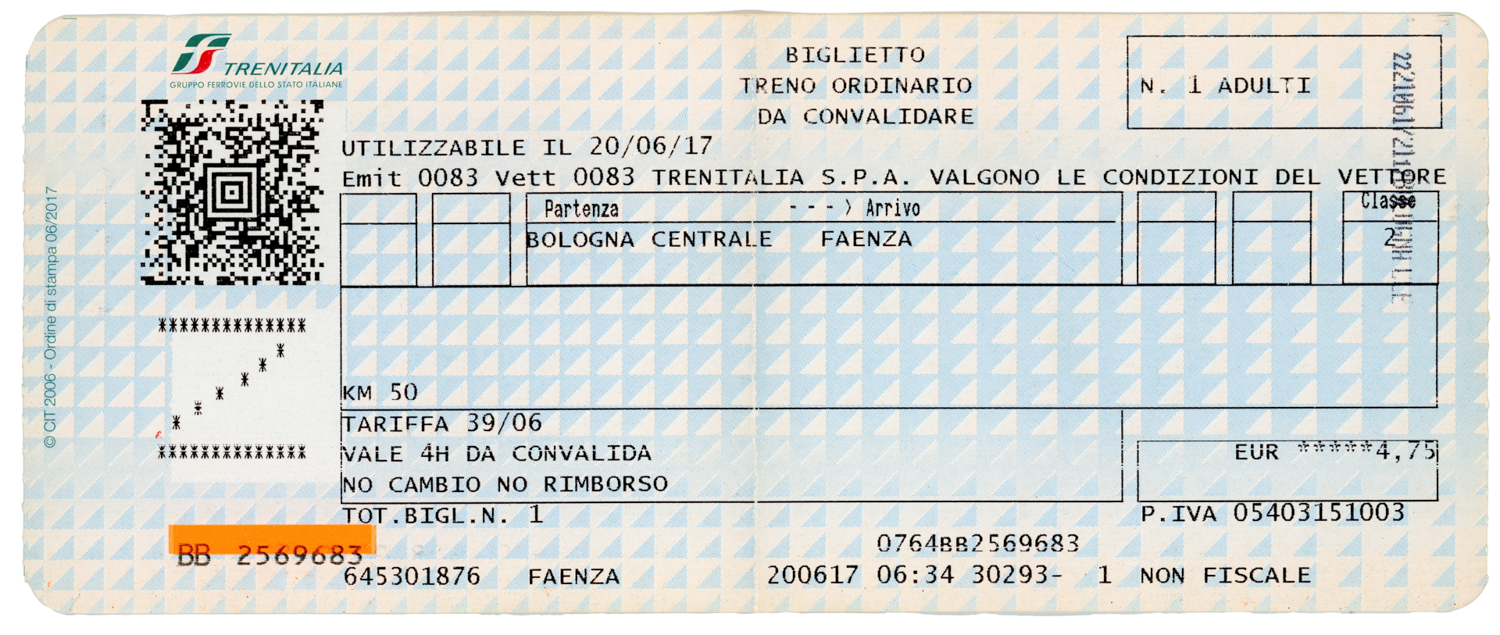 TRENITALIA
GRUPPO FERROVIE DELLO STATO ITALIANE
BIGLIETTO
TRENO ORDINARIO
DA CONVALIDARE
N. 1 ADULTI
UTILIZZABILE IL 20/06/17
Emit 0083 Vett 0083 TRENITALIA S.P.A. VALGONO LE CONDIZIONI DEL VETTORE
Partenza - - - > Arrivo Classe
BOLOGNA CENTRALE FAENZA 2
© CIT 2006 - Ordine di stampa 06/2017
KM 50
TARIFFA 39/06
VALE 4H DA CONVALIDA
NO CAMBIO NO RIMBORSO
EUR *****4,75
TOT.BIGL.N. 1
P.IVA 05403151003
BB 2569683
0764BB2569683
645301876 FAENZA 200617 06:34 30293- 1 NON FISCALE